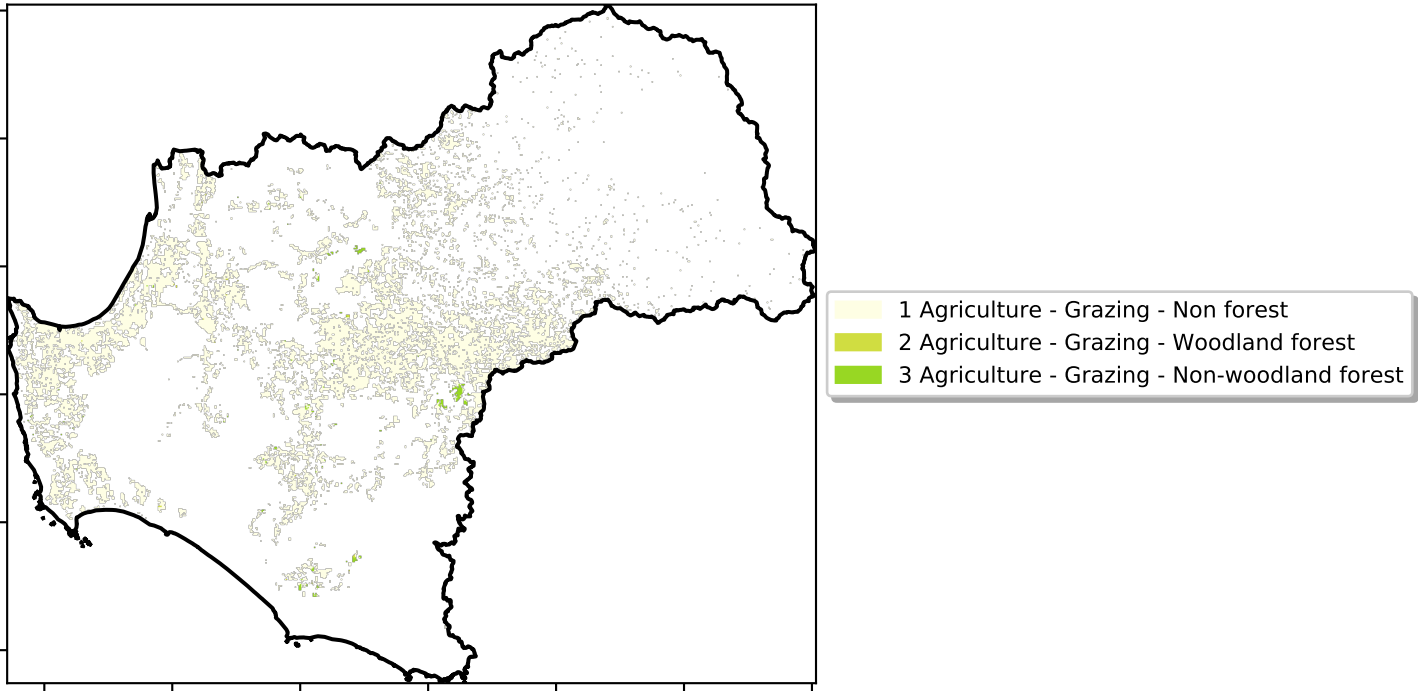 1 Agriculture - Grazing - Non forest
2 Agriculture - Grazing - Woodland forest
3 Agriculture - Grazing - Non-woodland forest